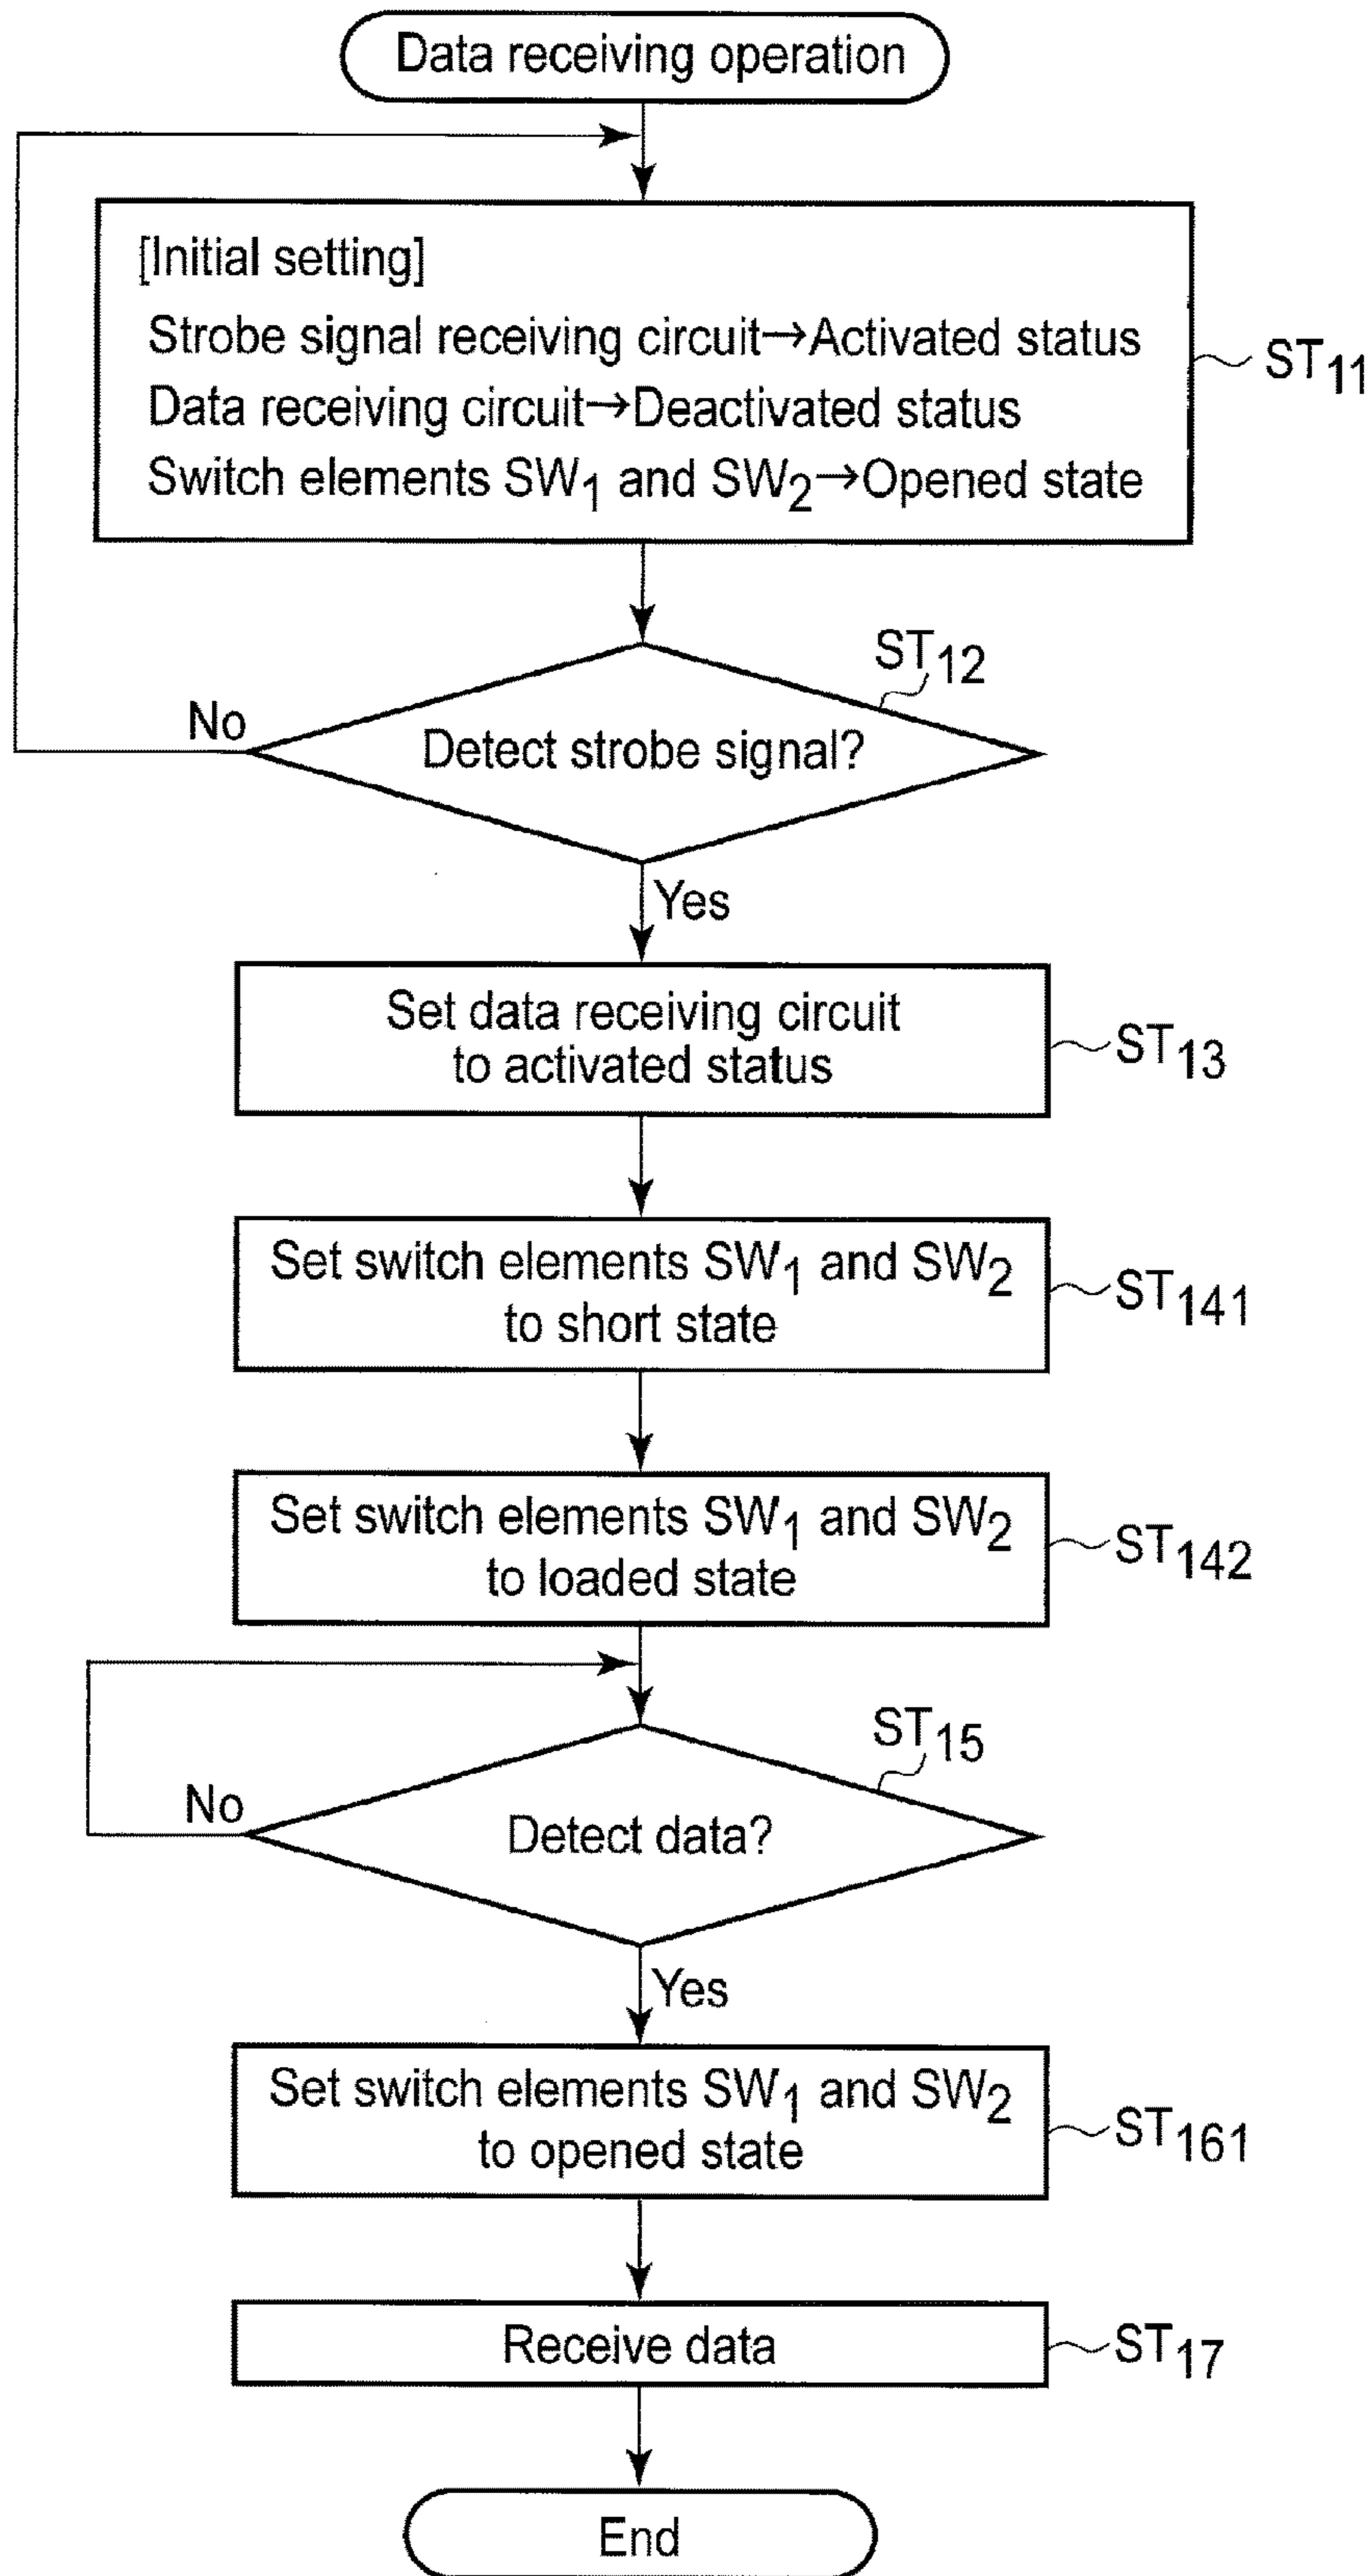 Data receiving operation
[Initial setting]
Strobe signal receiving circuit→Activated status
Data receiving circuit→Deactivated status
Switch elements SW1 and SW2→Opened state
ST11
ST12
No
Detect strobe signal?
Yes
Set data receiving circuit
to activated status
ST13
Set switch elements SW1 and SW2
to short state
ST141
Set switch elements SW1 and SW2
to loaded state
ST142
ST15
No
Detect data?
Yes
Set switch elements SW1 and SW2
to opened state
ST161
Receive data
ST17
End